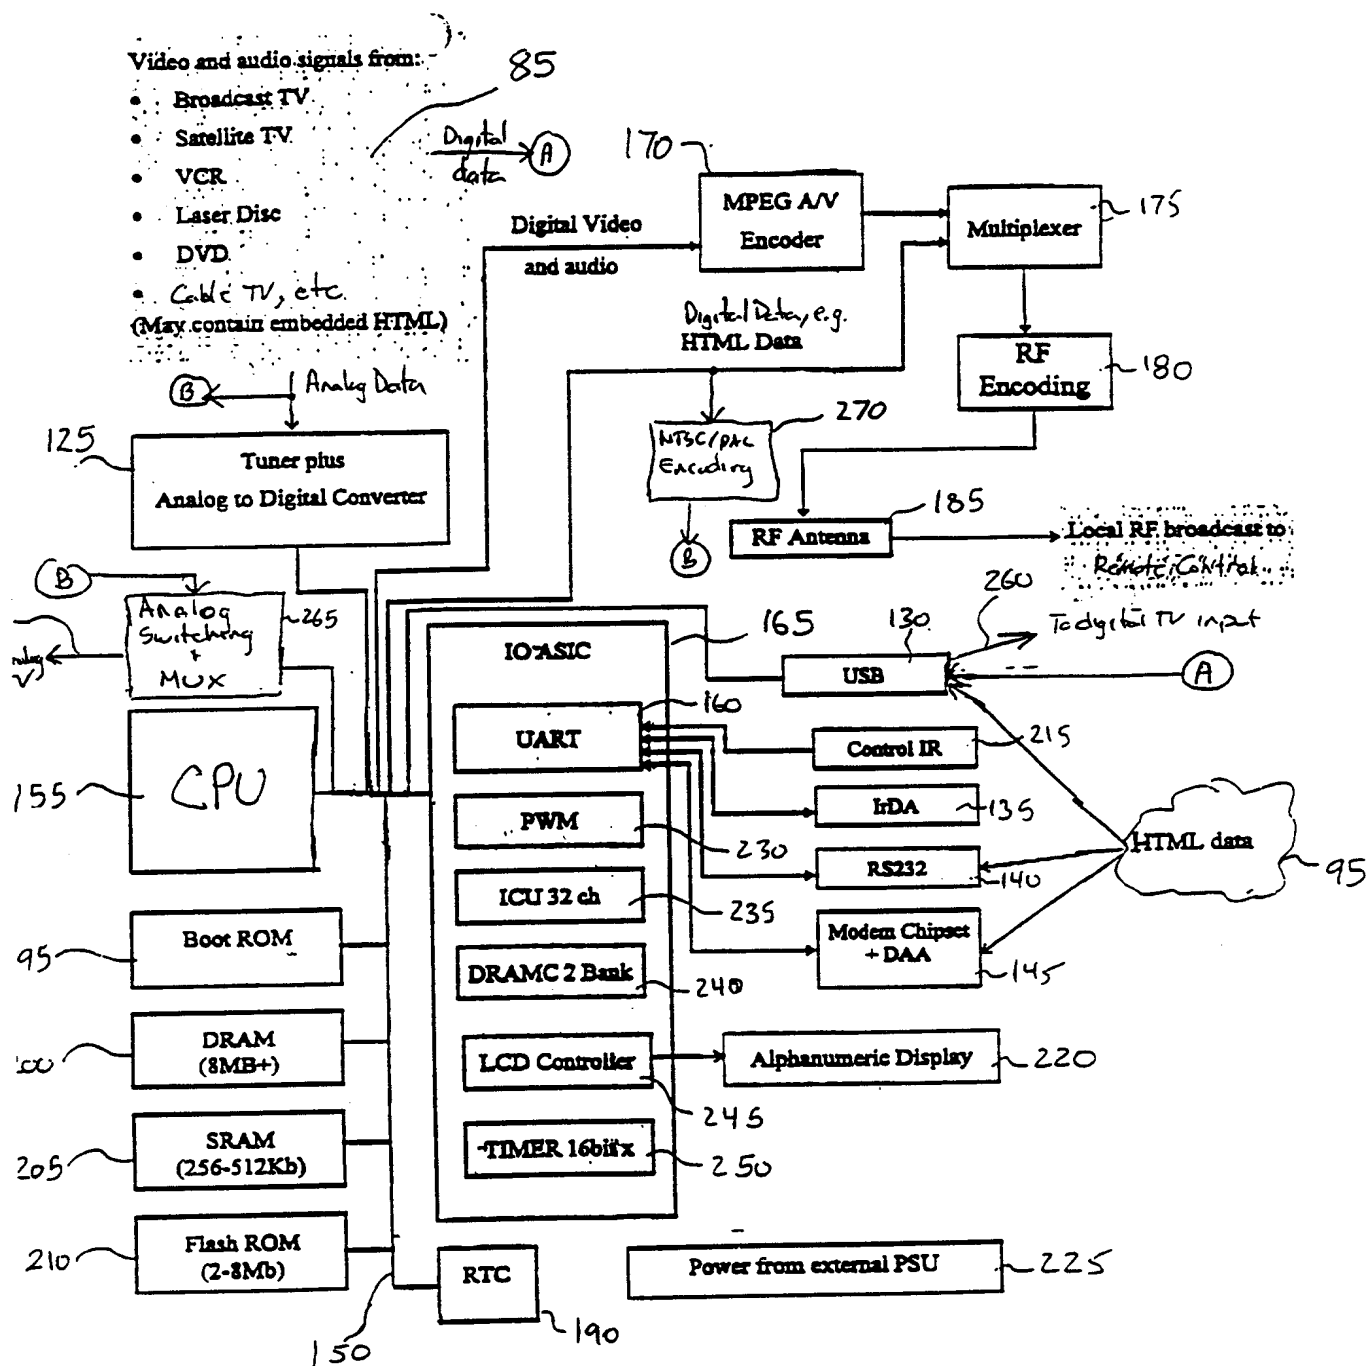 Video and audio signals from:
• Broadcast TV
• Satellite TV
• VCR
• Laser Disc
• DVD
• Cable TV, etc.
(May contain embedded HTML)
85
Digital
data
A
170
MPEG A/V
Encoder
Multiplexer
175
Digital Video
and audio
Digital Data, e.g.
HTML Data
RF
Encoding
180
B
Analog Data
125
Tuner plus
Analog to Digital Converter
270
NTSC/PAL
Encoding
B
185
RF Antenna
Local RF broadcast to
Remote Control
B
Analog
Switching
+
MUX
265
IO ASIC
165
130
USB
260
To digital TV input
A
160
UART
Control IR
215
155
CPU
IrDA
135
PWM
230
RS232
140
HTML data
95
ICU 32 ch
235
Modem Chipset
+ DAA
145
95
Boot ROM
DRAMC 2 Bank
240
00
DRAM
(8MB+)
LCD Controller
245
Alphanumeric Display
220
205
SRAM
(256-512Kb)
TIMER 16bit x
250
210
Flash ROM
(2-8Mb)
RTC
190
Power from external PSU
225
150